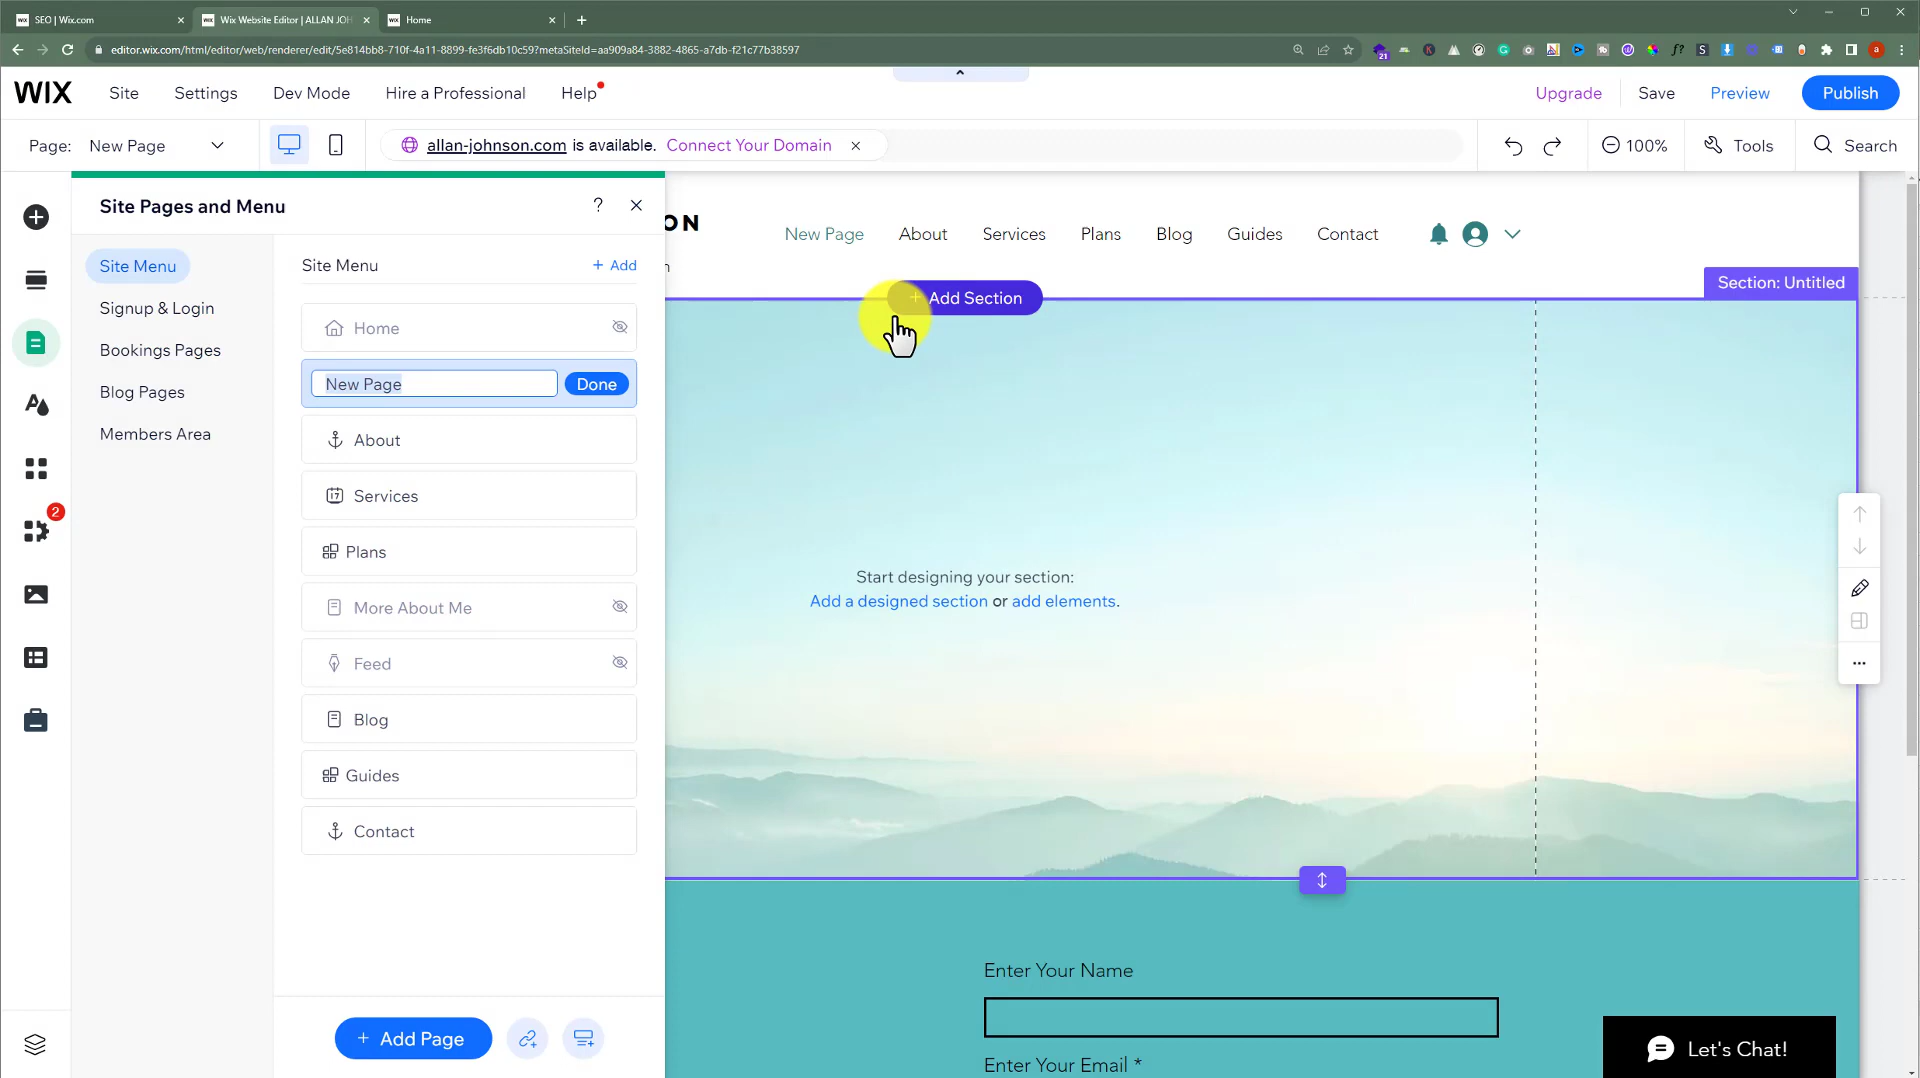 SEO | Wix.com
Wix Website Editor | ALLAN JOH
Home
editor.wix.com/html/editor/web/renderer/edit/5e814bb8-710f-4a11-8899-fe3f6db10c59?metaSiteId=aa909a84-3882-4865-a7db-f21c77b38597
21
a
WIX
Site
Settings
Dev Mode
Hire a Professional
Help
Upgrade
Save
Preview
Publish
Page:
New Page
allan-johnson.com is available.
Connect Your Domain
100%
Tools
Search
Site Pages and Menu
?
Site Menu
Signup & Login
Bookings Pages
Blog Pages
Members Area
2
Site Menu
+ Add
Home
New Page
Done
About
17
Services
Plans
More About Me
Feed
Blog
Guides
Contact
+ Add Page
ON
n
New Page
About
Services
Plans
Blog
Guides
Contact
+ Add Section
Section: Untitled
Start designing your section:
Add a designed section or add elements.
Enter Your Name
Enter Your Email *
Let's Chat!